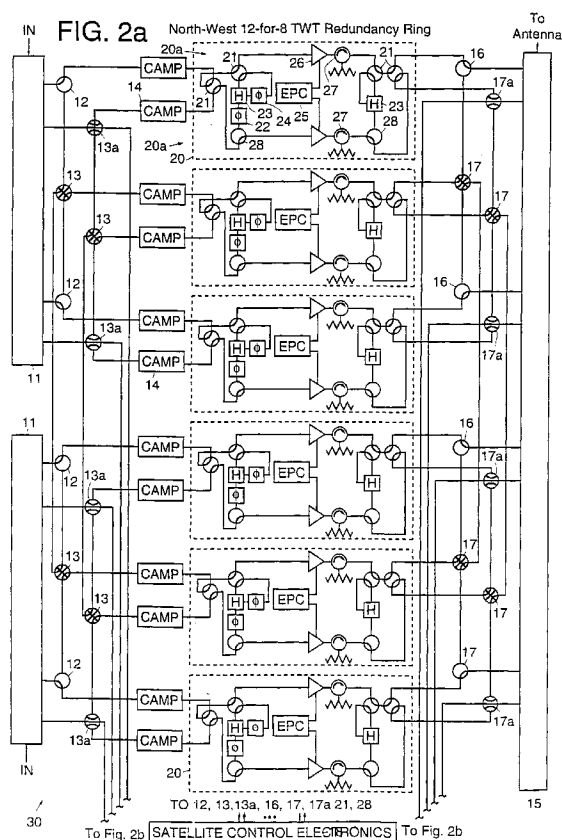 IN
FIG. 2a
North-West 12-for-8 TWT Redundancy Ring
To
Antenna
20a
21
26
21
16
12
14
CAMP
CAMP
21
H
Φ
EPC
27
H
23
17a
13a
23
24
25
27
28
22
20a
28
20
13
13
CAMP
CAMP
H
Φ
Φ
EPC
H
17
17
12
13a
CAMP
CAMP
14
H
Φ
Φ
EPC
H
16
17a
11
11
12
13a
CAMP
CAMP
H
Φ
Φ
EPC
H
16
17a
13
13
CAMP
CAMP
H
Φ
Φ
EPC
H
17
17
12
13a
CAMP
CAMP
20
H
Φ
Φ
EPC
H
17
17a
IN
30
15
TO 12, 13, 13a, 16, 17, 17a 21, 28
To Fig. 2b
SATELLITE CONTROL ELECTRONICS
To Fig. 2b